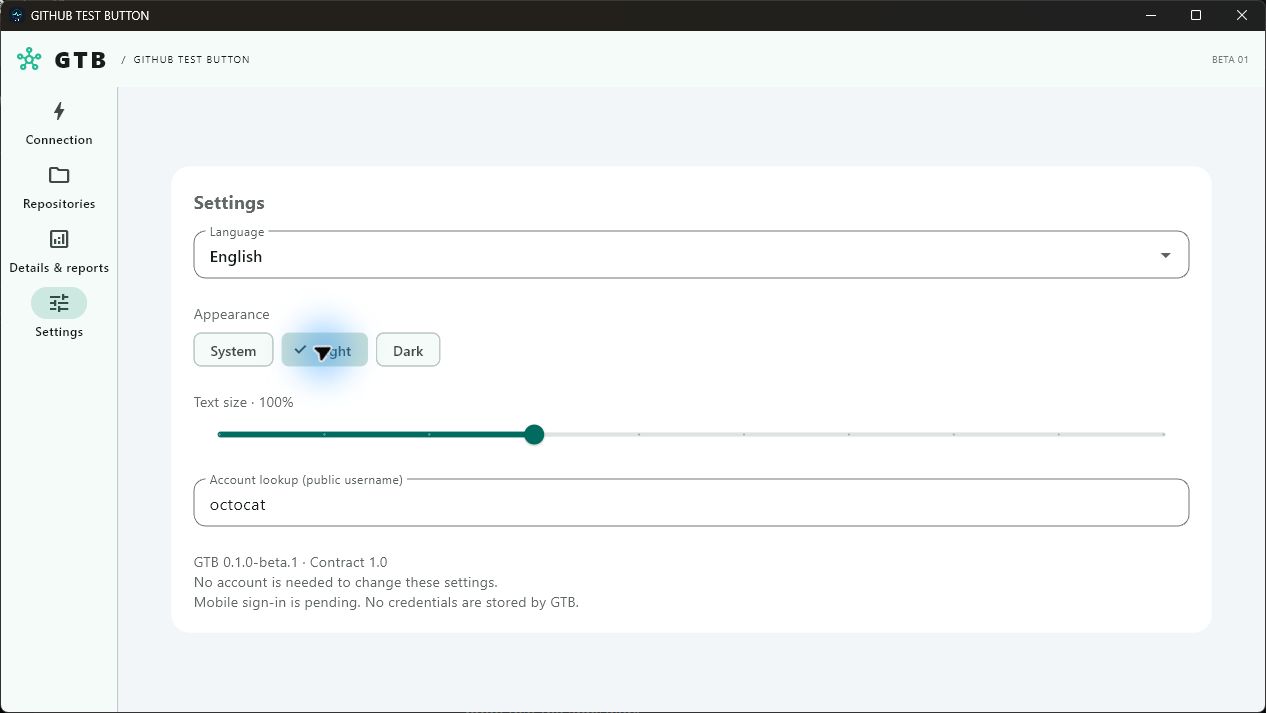 GITHUB TEST BUTTON
GTB / GITHUB TEST BUTTON
BETA 01
Connection
Repositories
Details & reports
Settings
Settings
Language
English
Appearance
System
Dark
Text size · 100%
Account lookup (public username)
octocat
GTB 0.1.0-beta.1 · Contract 1.0
No account is needed to change these settings.
Mobile sign-in is pending. No credentials are stored by GTB.